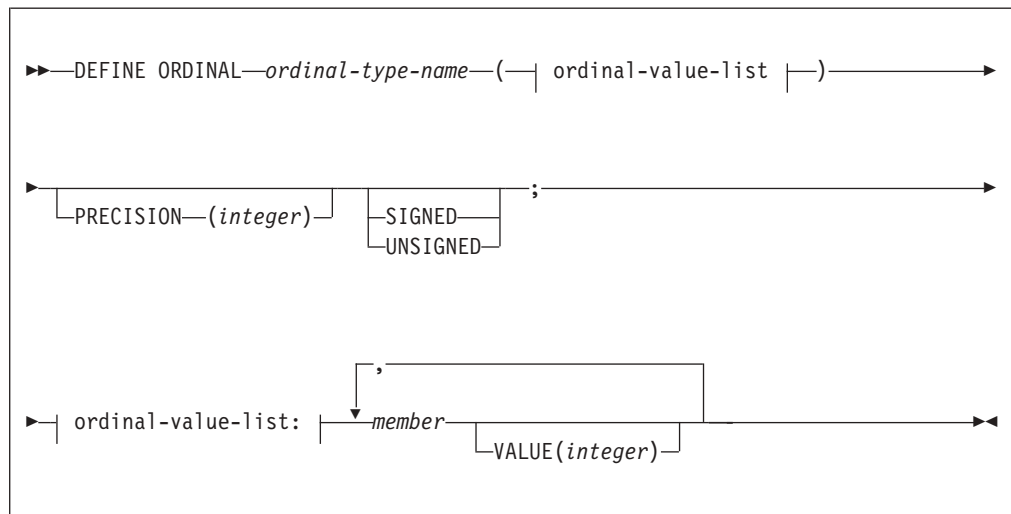 DEFINE ORDINAL ordinal-type-name ( ordinal-value-list )
PRECISION (integer) SIGNED ;
UNSIGNED
,
ordinal-value-list: member
VALUE(integer)